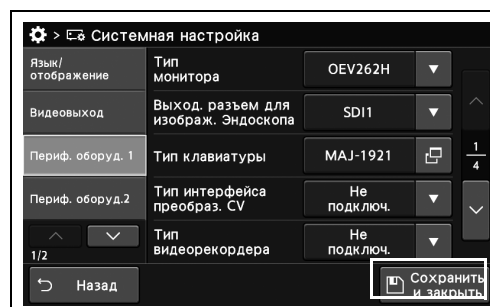 > Системная настройка
Язык/
отображение
Тип
монитора
OEV262H
Видеовыход
Выход. разъем для
изображ. Эндоскопа
SDI1
Периф. оборуд. 1
Тип клавиатуры
MAJ-1921
1
4
Периф. оборуд.2
Тип интерфейса
преобраз. CV
Не
подключ.
1/2
Тип
видеорекордера
Не
подключ.
Назад
Сохранить
и закрыть